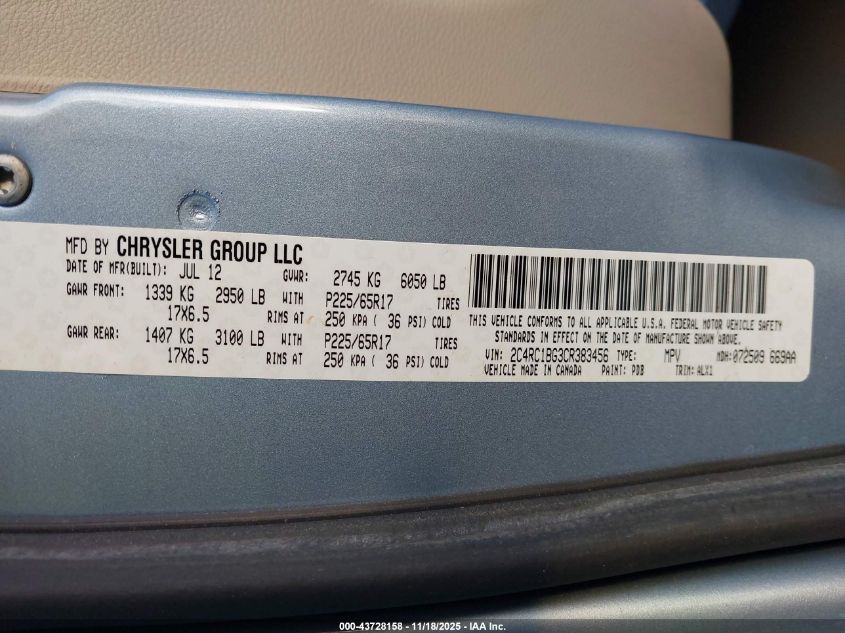 MFD BY CHRYSLER GROUP LLC
DATE OF MFR(BUILT): JUL 12 GVWR: 2745 KG 6050 LB
GAWR FRONT: 1339 KG 2950 LB WITH P225/65R17 TIRES
17X6.5 RIMS AT 250 KPA ( 36 PSI) COLD
GAWR REAR: 1407 KG 3100 LB WITH P225/65R17 TIRES
17X6.5 RIMS AT 250 KPA ( 36 PSI) COLD
THIS VEHICLE CONFORMS TO ALL APPLICABLE U.S.A. FEDERAL MOTOR VEHICLE SAFETY
STANDARDS IN EFFECT ON THE DATE OF MANUFACTURE SHOWN ABOVE.
VIN: 2C4RC1BG3CR383456 TYPE: MPV MDH: 072509 669AA
VEHICLE MADE IN CANADA PAINT: PDB TRIM: ALX1
000-43728158 - 11/18/2025 - IAA Inc.